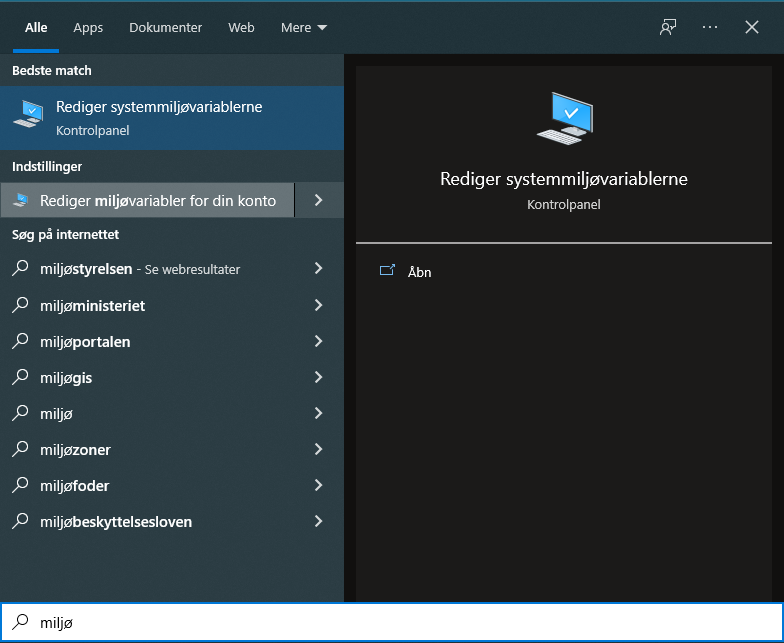 Alle Apps Dokumenter Web Mere
Bedste match
Rediger systemmiljøvariablerne
Kontrolpanel
Indstillinger
Rediger miljøvariabler for din konto
Søg på internettet
miljøstyrelsen - Se webresultater
miljøministeriet
miljøportalen
miljøgis
miljø
miljøzoner
miljøfoder
miljøbeskyttelsesloven
Rediger systemmiljøvariablerne
Kontrolpanel
Åbn
miljø